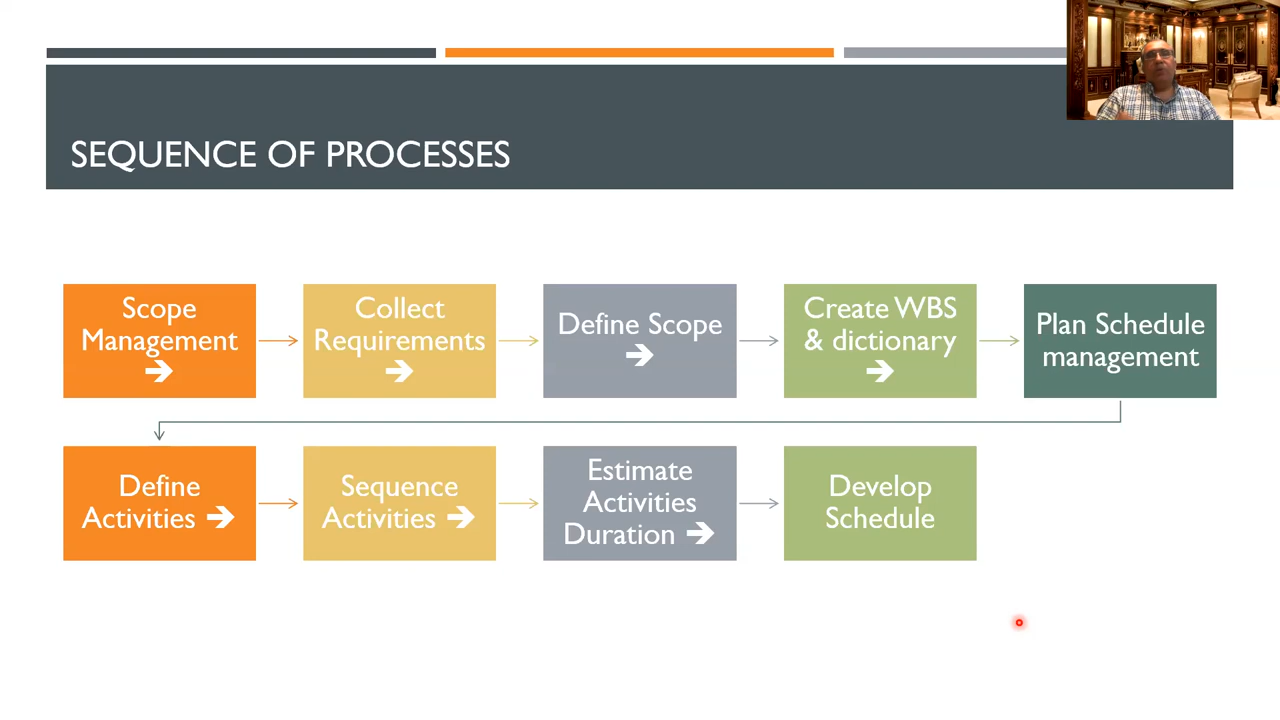 SEQUENCE OF PROCESSES
Scope
Management
➔
Collect
Requirements
➔
Define Scope
➔
Create WBS
& dictionary
➔
Plan Schedule
management
Define
Activities ➔
Sequence
Activities ➔
Estimate
Activities
Duration ➔
Develop
Schedule